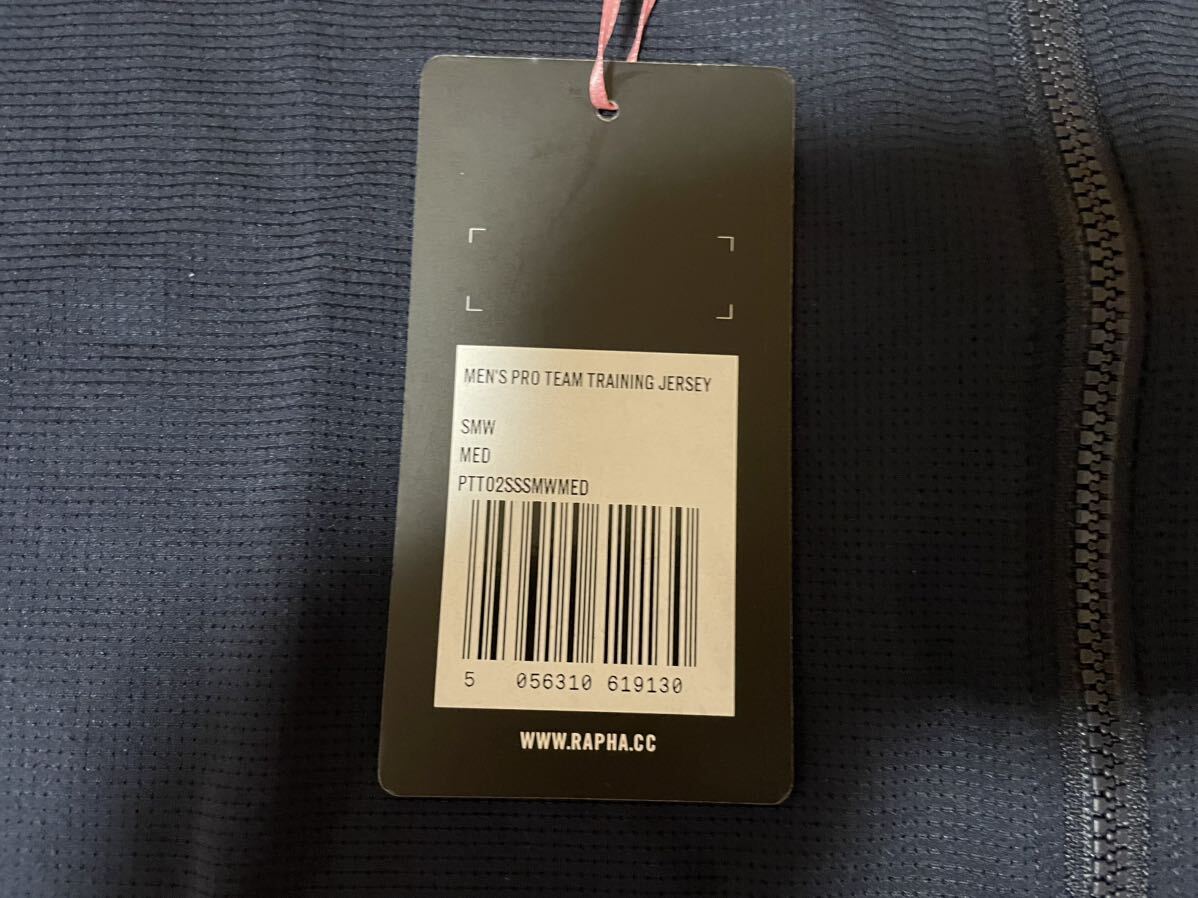 MEN'S PRO TEAM TRAINING JERSEY
SMW
MED
PTT02SSSMWMED
5 056310 619130
WWW.RAPHA.CC